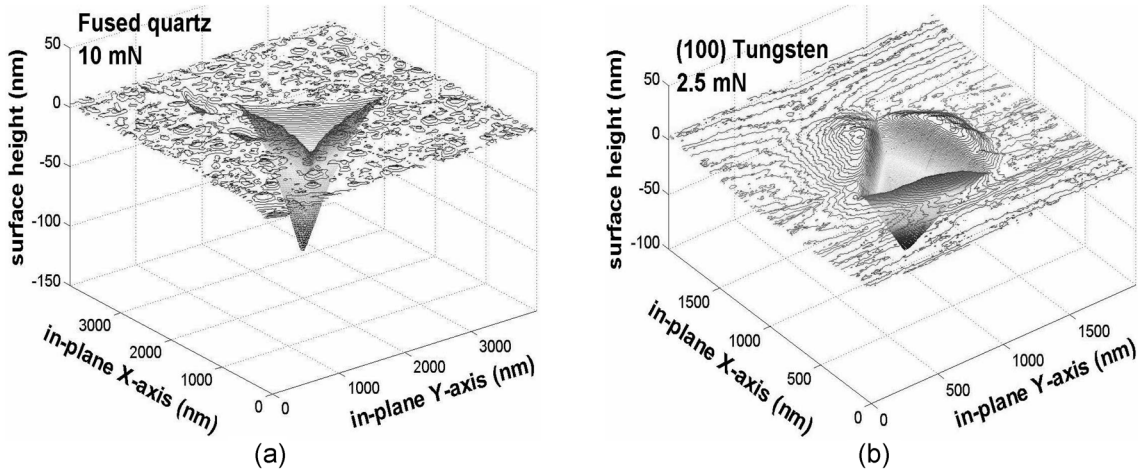 Fused quartz
10 mN
50
0
-50
-100
-150
surface height (nm)
3000
2000
1000
0
in-plane X-axis (nm)
0
1000
2000
3000
in-plane Y-axis (nm)
(a)
(100) Tungsten
2.5 mN
50
0
-50
-100
surface height (nm)
1500
1000
500
0
in-plane X-axis (nm)
0
500
1000
1500
in-plane Y-axis (nm)
(b)